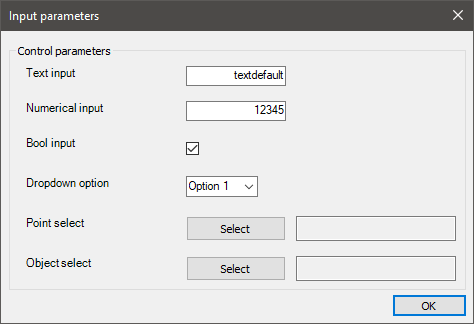 Input parameters
Control parameters
Text input textdefault
Numerical input 12345
Bool input
Dropdown option Option 1
Point select Select
Object select Select
OK